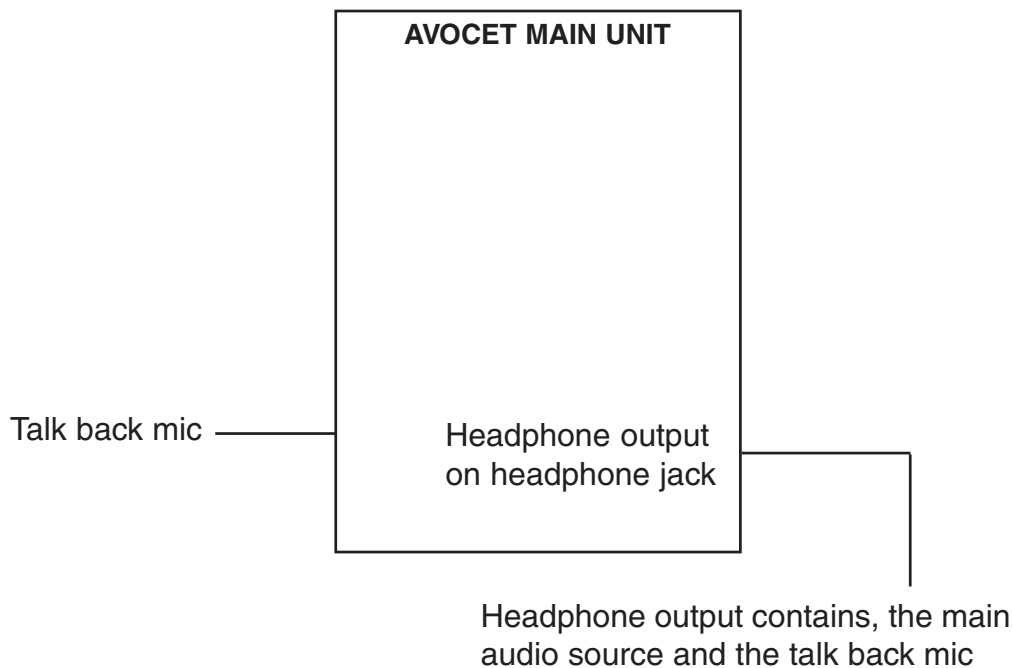 AVOCET MAIN UNIT
Talk back mic
Headphone output
on headphone jack
Headphone output contains, the main
audio source and the talk back mic